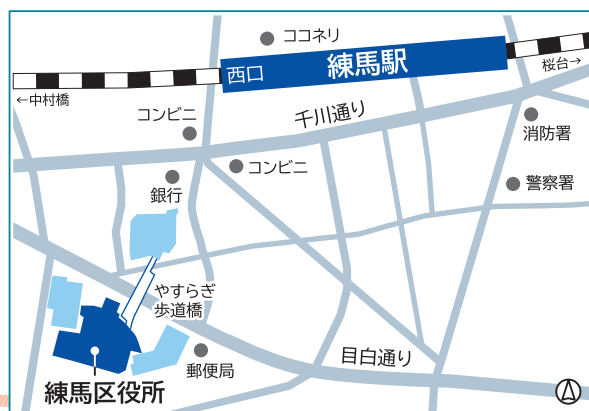 ココネリ
練馬駅
西口
桜台→
←中村橋
千川通り
コンビニ
消防署
コンビニ
警察署
銀行
やすらぎ
歩道橋
目白通り
郵便局
練馬区役所